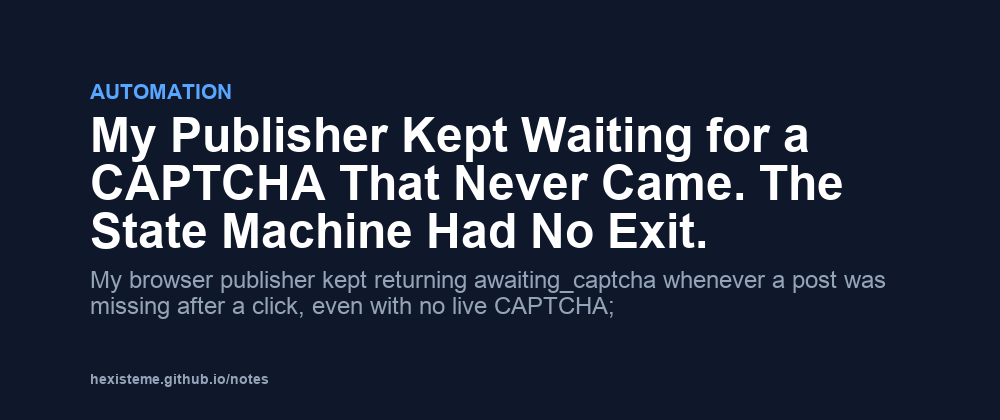 AUTOMATION
My Publisher Kept Waiting for a
CAPTCHA That Never Came. The
State Machine Had No Exit.
My browser publisher kept returning awaiting_captcha whenever a post was
missing after a click, even with no live CAPTCHA;
hexisteme.github.io/notes